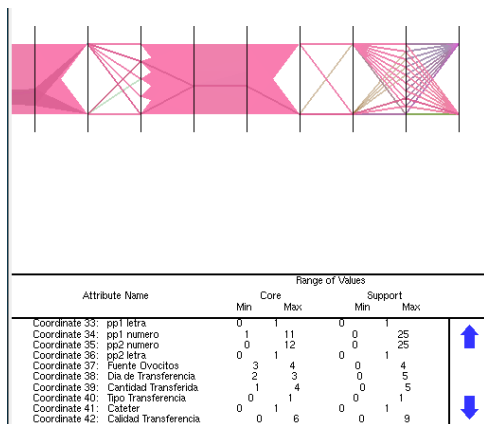 Range of Values
Attribute Name Core Support
Min Max Min Max
Coordinate 33: pp1 letra 0 1 0 1
Coordinate 34: pp1 numero 1 11 0 25
Coordinate 35: pp2 numero 0 12 0 25
Coordinate 36: pp2 letra 0 1 0 1
Coordinate 37: Fuente Ovocitos 3 4 0 4
Coordinate 38: Dia de Transferencia 2 3 0 5
Coordinate 39: Cantidad Transferida 1 4 0 5
Coordinate 40: Tipo Transferencia 0 1 0 1
Coordinate 41: Cateter 0 1 0 1
Coordinate 42: Calidad Transferencia 0 6 0 9